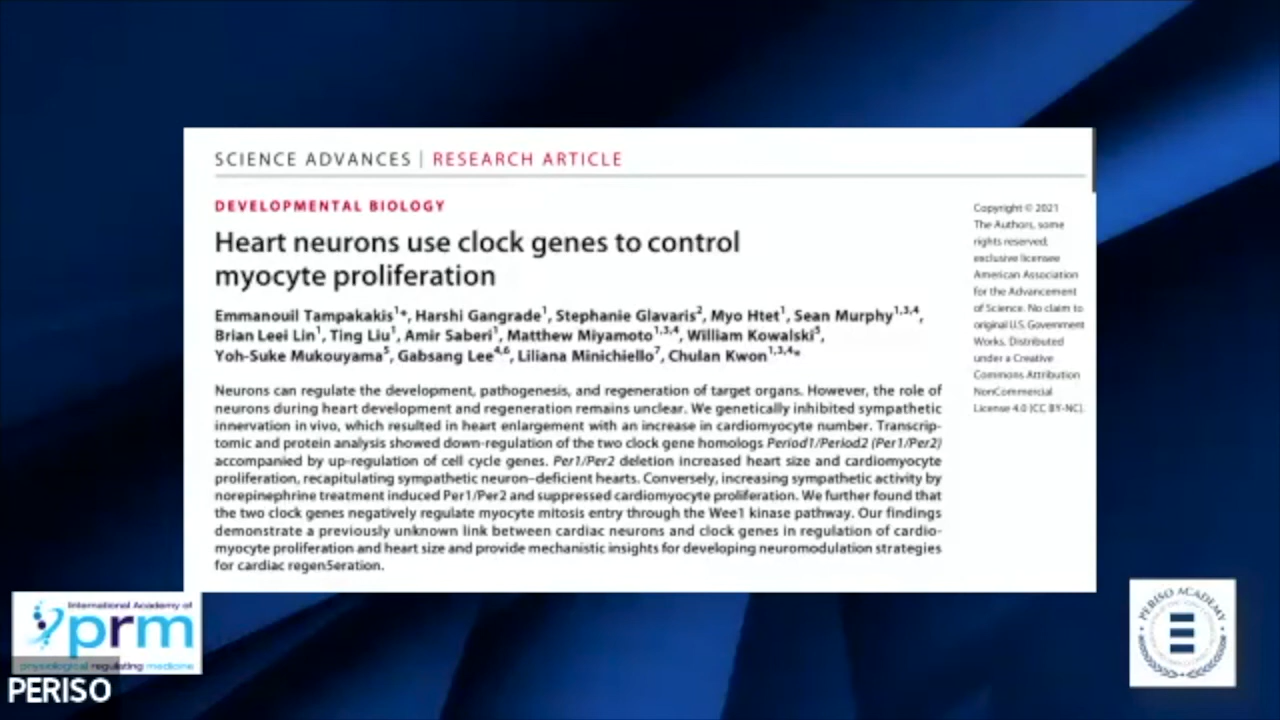 SCIENCE ADVANCES | RESEARCH ARTICLE
DEVELOPMENTAL BIOLOGY
Heart neurons use clock genes to control
myocyte proliferation
Emmanouil Tampakakis1*, Harshi Gangrade1, Stephanie Glavaris2, Myo Htet1, Sean Murphy1,3,4,
Brian Leei Lin1, Ting Liu1, Amir Saberi1, Matthew Miyamoto1,3,4, William Kowalski5,
Yoh-Suke Mukouyama5, Gabsang Lee4,6, Liliana Minichiello7, Chulan Kwon1,3,4*
Neurons can regulate the development, pathogenesis, and regeneration of target organs. However, the role of
neurons during heart development and regeneration remains unclear. We genetically inhibited sympathetic
innervation in vivo, which resulted in heart enlargement with an increase in cardiomyocyte number. Transcrip-
tomic and protein analysis showed down-regulation of the two clock gene homologs Period1/Period2 (Per1/Per2)
accompanied by up-regulation of cell cycle genes. Per1/Per2 deletion increased heart size and cardiomyocyte
proliferation, recapitulating sympathetic neuron–deficient hearts. Conversely, increasing sympathetic activity by
norepinephrine treatment induced Per1/Per2 and suppressed cardiomyocyte proliferation. We further found that
the two clock genes negatively regulate myocyte mitosis entry through the Wee1 kinase pathway. Our findings
demonstrate a previously unknown link between cardiac neurons and clock genes in regulation of cardio-
myocyte proliferation and heart size and provide mechanistic insights for developing neuromodulation strategies
for cardiac regen5eration.
Copyright © 2021
The Authors, some
rights reserved;
exclusive licensee
American Association
for the Advancement
of Science. No claim to
original U.S. Government
Works. Distributed
under a Creative
Commons Attribution
NonCommercial
License 4.0 (CC BY-NC).
International Academy of
prm
physiological regulating medicine
PERISO
PERISO ACADEMY